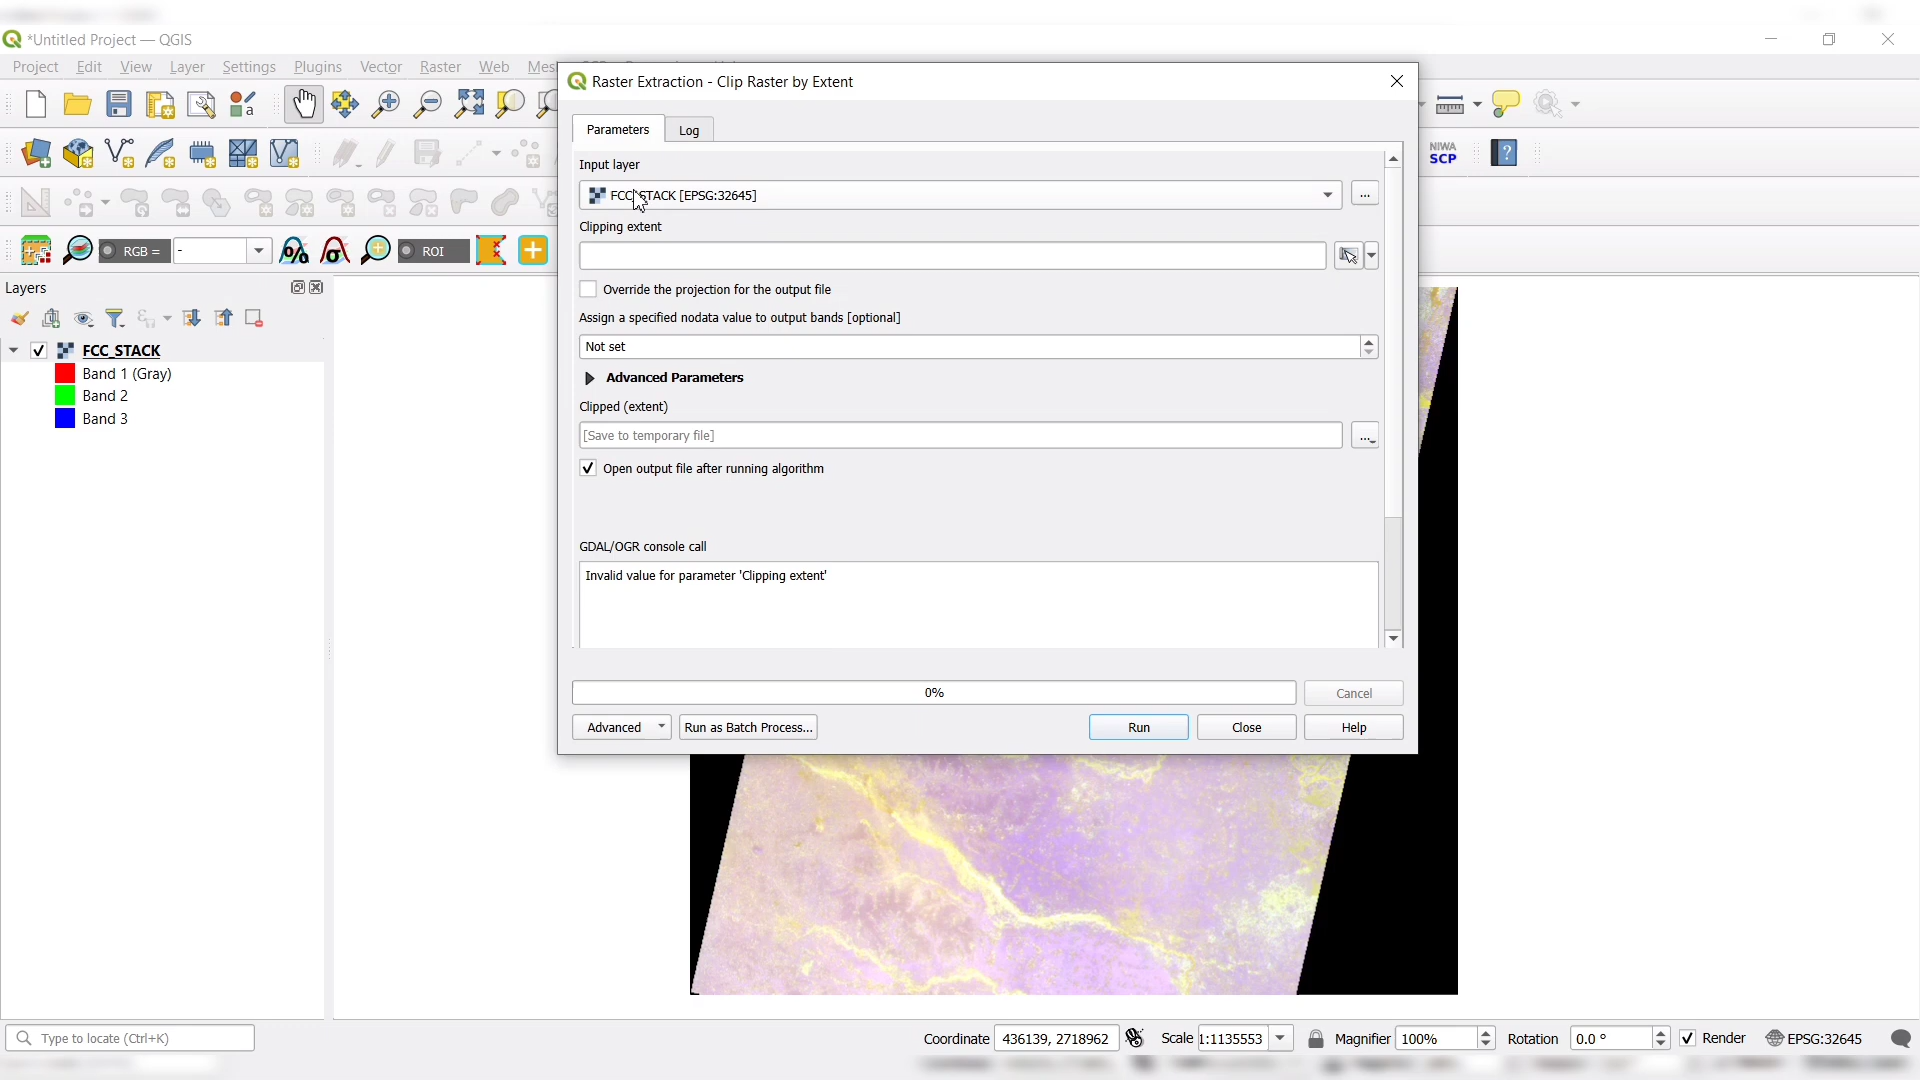 *Untitled Project — QGIS
Project Edit View Layer Settings Plugins Vector Raster Web Mesh
Raster Extraction - Clip Raster by Extent
Parameters Log
Input layer
FCC_STACK [EPSG:32645]
...
Clipping extent
Override the projection for the output file
Assign a specified nodata value to output bands [optional]
Not set
Advanced Parameters
Clipped (extent)
[Save to temporary file]
...
Open output file after running algorithm
GDAL/OGR console call
Invalid value for parameter 'Clipping extent'
0%
Cancel
Advanced Run as Batch Process... Run Close Help
NIWA
SCP
RGB = -
ROI
Layers
FCC_STACK
Band 1 (Gray)
Band 2
Band 3
Type to locate (Ctrl+K)
Coordinate 436139, 2718962 Scale 1:1135553 Magnifier 100% Rotation 0.0 ° Render EPSG:32645